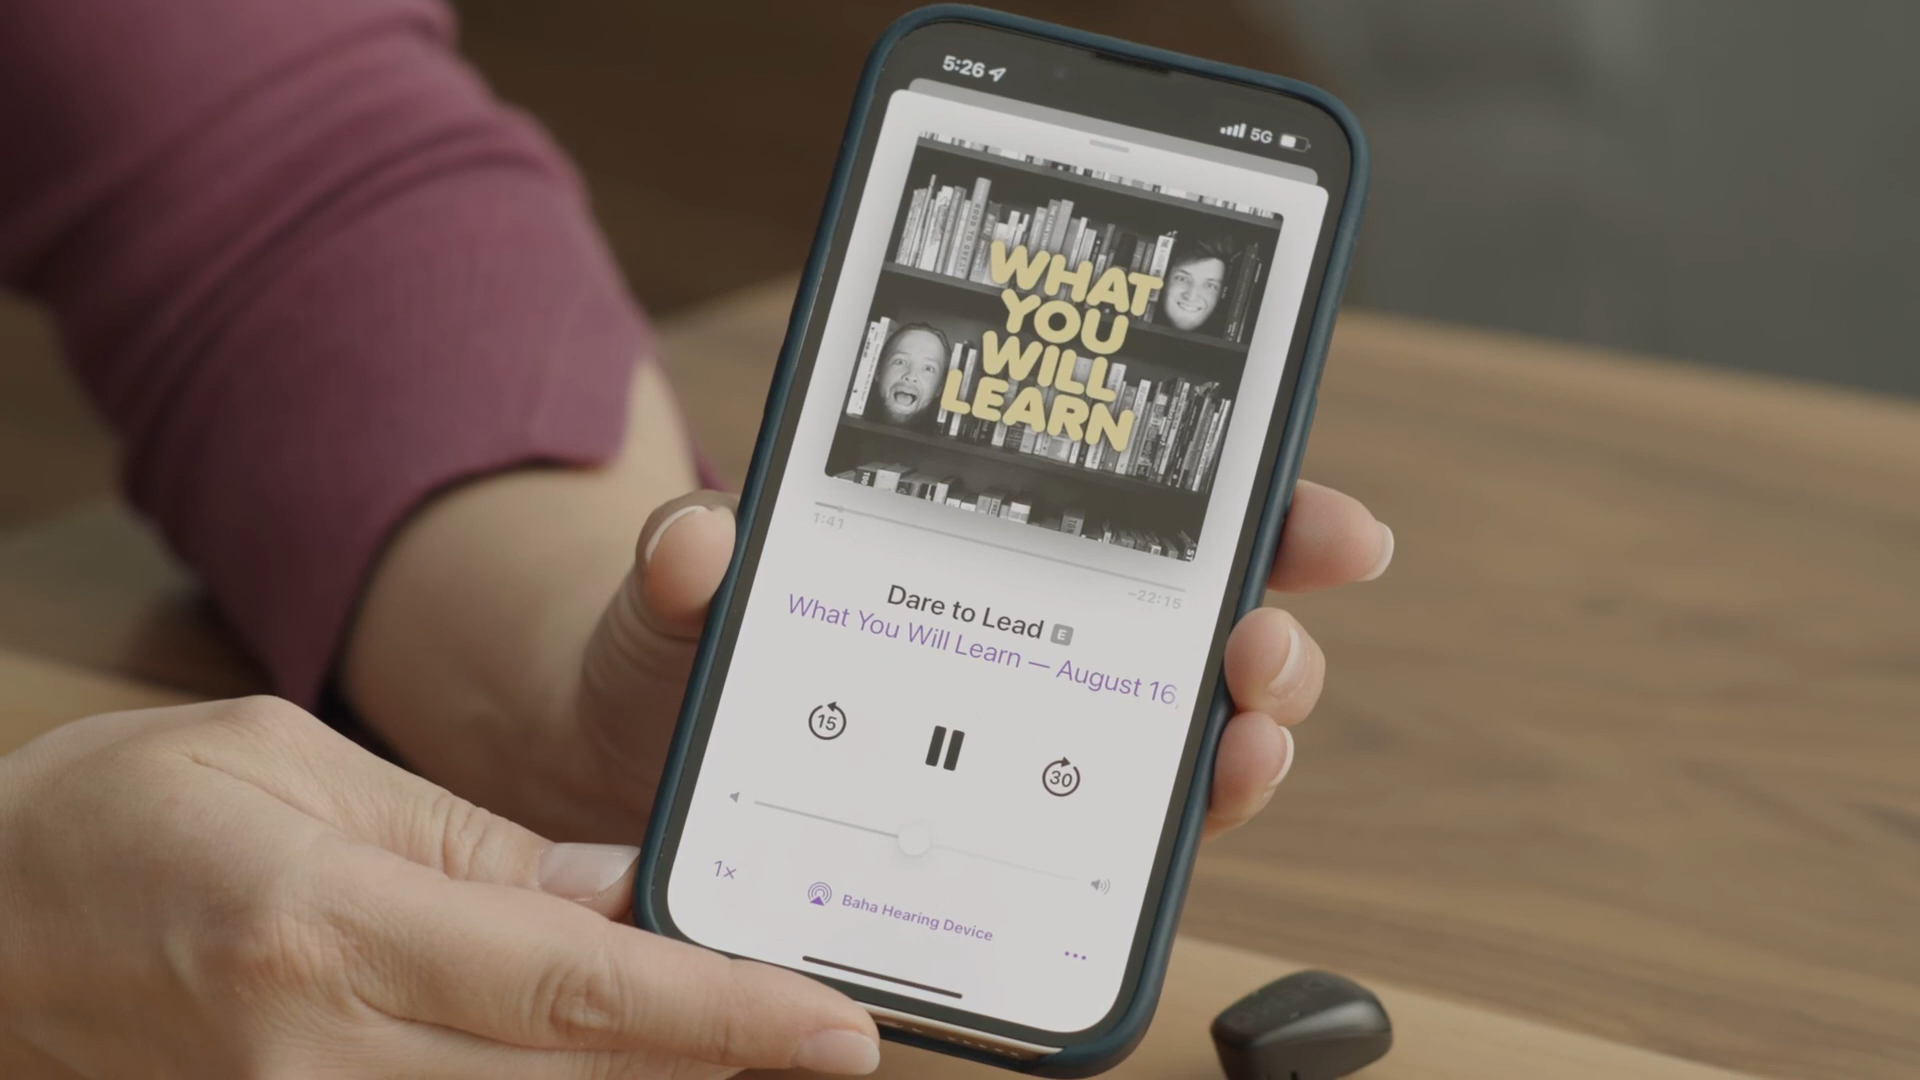 5:26
5G
WHAT
YOU
WILL
LEARN
1:41
-22:15
Dare to Lead E
What You Will Learn — August 16,
15
30
1×
Baha Hearing Device